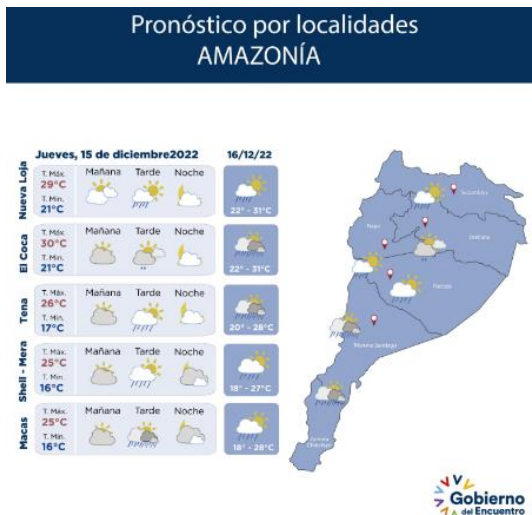 Pronóstico por localidades
AMAZONÍA
Jueves, 15 de diciembre2022
16/12/22
Nueva Loja
T. Máx.
29°C
T. Min.
21°C
Mañana
Tarde
Noche
22° - 31°C
El Coca
T. Máx.
30°C
T. Min.
21°C
Mañana
Tarde
Noche
22° - 31°C
Tena
T. Máx.
26°C
T. Min.
17°C
Mañana
Tarde
Noche
20° - 28°C
Shell - Mera
T. Máx.
25°C
T. Min.
16°C
Mañana
Tarde
Noche
18° - 27°C
Macas
T. Máx.
25°C
T. Min.
16°C
Mañana
Tarde
Noche
18° - 28°C
Sucumbíos
Orellana
Napo
Pastaza
Morona Santiago
Zamora
Chinchipe
Gobierno
del Encuentro